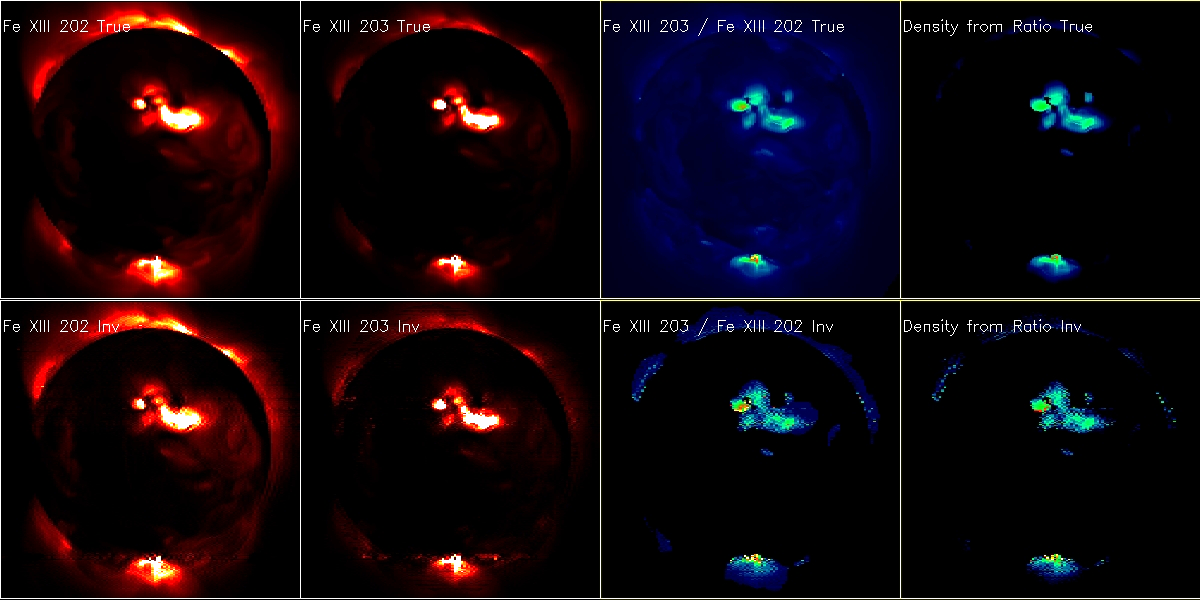 Fe XIII 202 True
Fe XIII 203 True
Fe XIII 203 / Fe XIII 202 True
Density from Ratio True
Fe XIII 202 Inv
Fe XIII 203 Inv
Fe XIII 203 / Fe XIII 202 Inv
Density from Ratio Inv